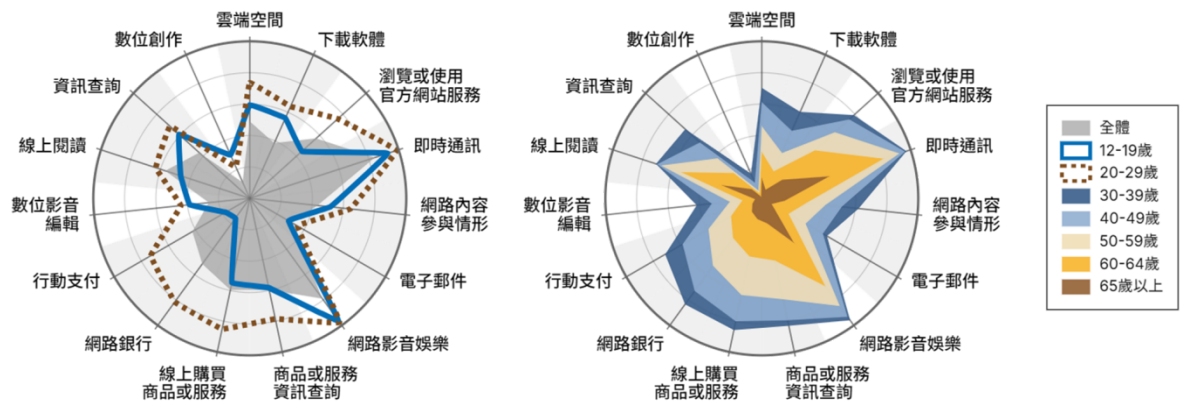 雲端空間
下載軟體
瀏覽或使用
官方網站服務
即時通訊
網路內容
參與情形
電子郵件
網路影音娛樂
商品或服務
資訊查詢
線上購買
商品或服務
網路銀行
行動支付
數位影音
編輯
線上閱讀
資訊查詢
數位創作
雲端空間
下載軟體
瀏覽或使用
官方網站服務
即時通訊
網路內容
參與情形
電子郵件
網路影音娛樂
商品或服務
資訊查詢
線上購買
商品或服務
網路銀行
行動支付
數位影音
編輯
線上閱讀
資訊查詢
數位創作
全體
12-19歲
20-29歲
30-39歲
40-49歲
50-59歲
60-64歲
65歲以上